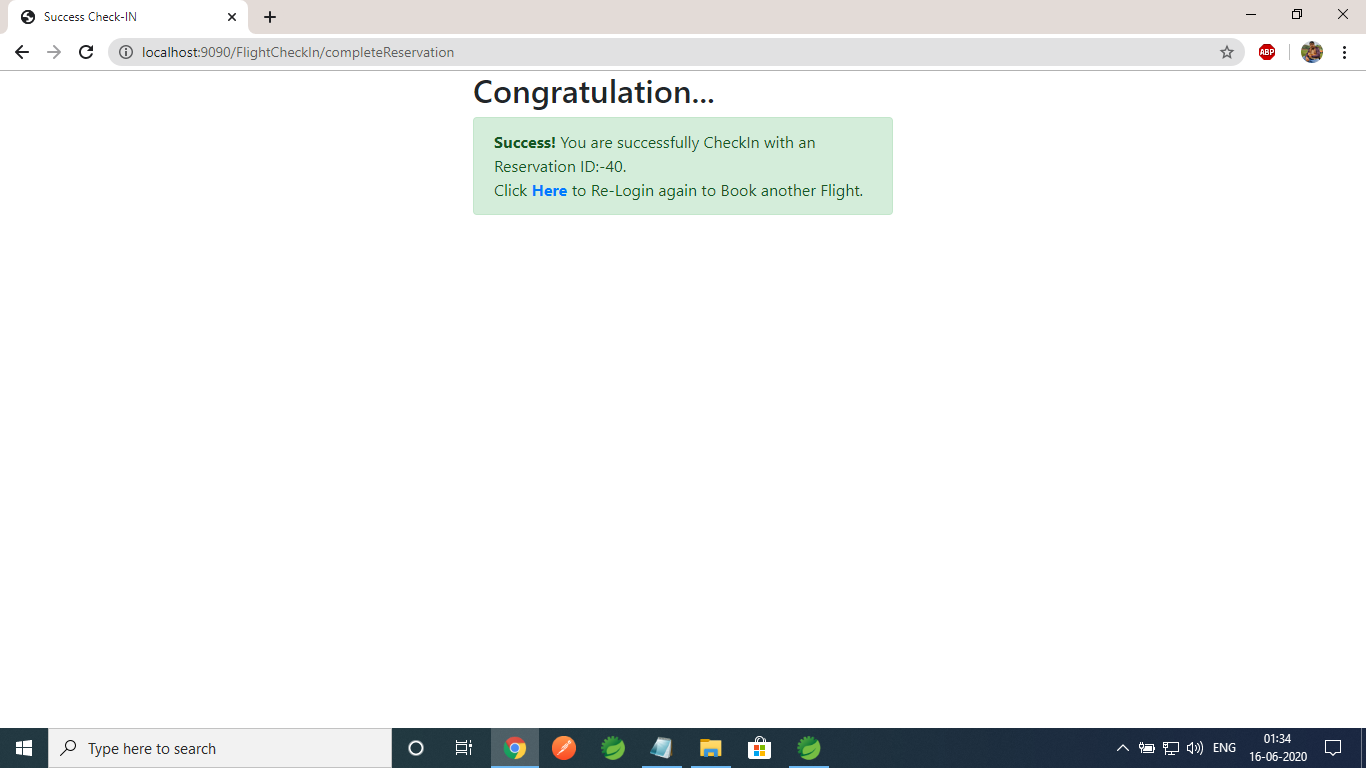 Success Check-IN
localhost:9090/FlightCheckIn/completeReservation
ABP
Congratulation...
Success! You are successfully CheckIn with an
Reservation ID:-40.
Click Here to Re-Login again to Book another Flight.
Type here to search
ENG
01:34
16-06-2020